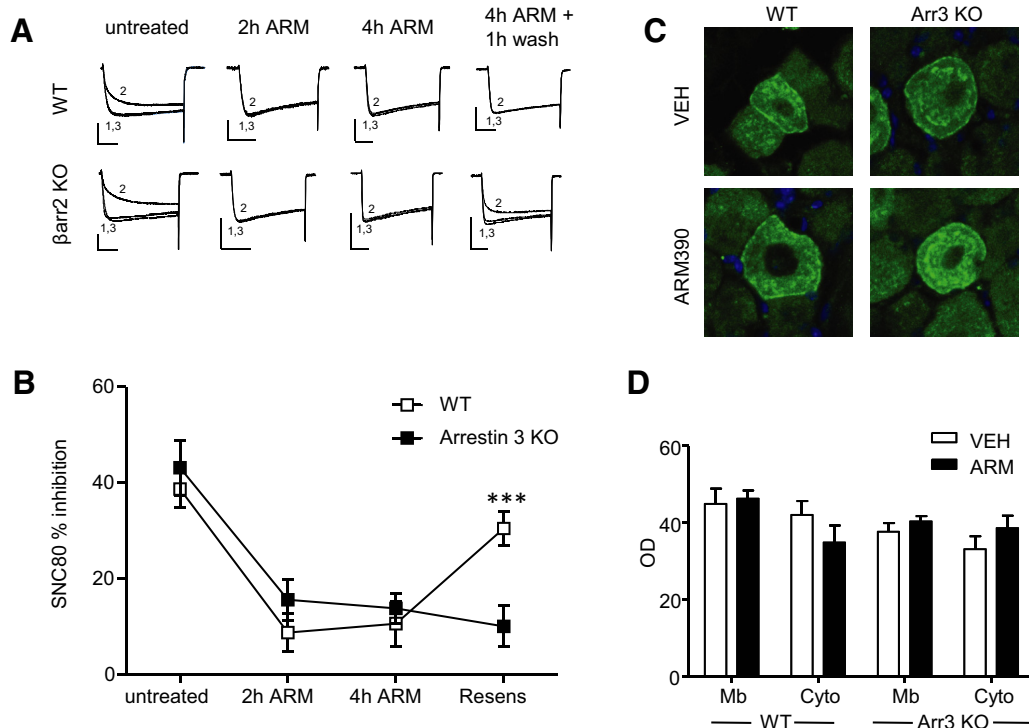 A
untreated
2h ARM
4h ARM
4h ARM +
1h wash
WT
2
1,3
2
1,3
2
1,3
2
1,3
βarr2 KO
2
1,3
2
1,3
2
1,3
2
1,3
C
WT
Arr3 KO
VEH
ARM390
B
SNC80 % inhibition
60
40
20
0
WT
Arrestin 3 KO
***
untreated
2h ARM
4h ARM
Resens
D
OD
60
40
20
0
VEH
ARM
Mb
Cyto
Mb
Cyto
WT
Arr3 KO